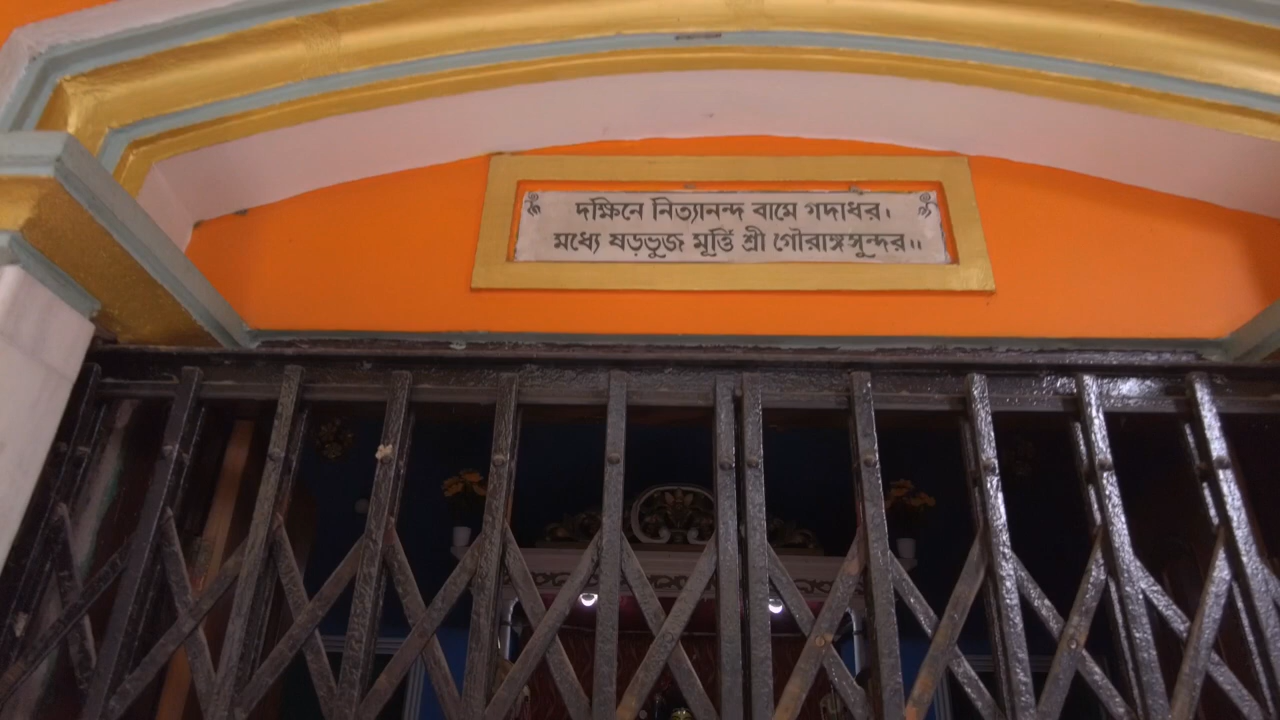 দক্ষিনে নিত্যানন্দ বামে গদাধর।
মধ্যে ষড়ভুজ মূর্ত্তি শ্রী গৌরাঙ্গসুন্দর।।